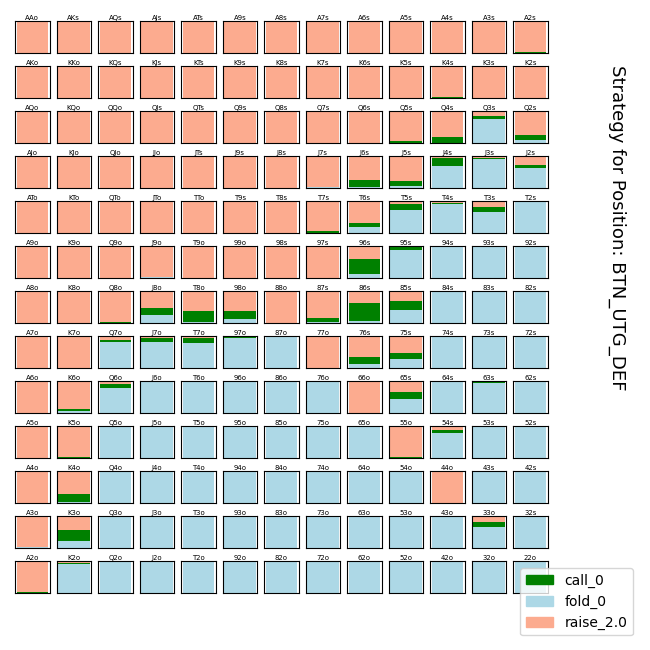 AAo AKs AQs AJs ATs A9s A8s A7s A6s A5s A4s A3s A2s
AKo KKo KQs KJs KTs K9s K8s K7s K6s K5s K4s K3s K2s
AQo KQo QQo QJs QTs Q9s Q8s Q7s Q6s Q5s Q4s Q3s Q2s
AJo KJo QJo JJo JTs J9s J8s J7s J6s J5s J4s J3s J2s
ATo KTo QTo JTo TTo T9s T8s T7s T6s T5s T4s T3s T2s
A9o K9o Q9o J9o T9o 99o 98s 97s 96s 95s 94s 93s 92s
A8o K8o Q8o J8o T8o 98o 88o 87s 86s 85s 84s 83s 82s
A7o K7o Q7o J7o T7o 97o 87o 77o 76s 75s 74s 73s 72s
A6o K6o Q6o J6o T6o 96o 86o 76o 66o 65s 64s 63s 62s
A5o K5o Q5o J5o T5o 95o 85o 75o 65o 55o 54s 53s 52s
A4o K4o Q4o J4o T4o 94o 84o 74o 64o 54o 44o 43s 42s
A3o K3o Q3o J3o T3o 93o 83o 73o 63o 53o 43o 33o 32s
A2o K2o Q2o J2o T2o 92o 82o 72o 62o 52o 42o 32o 22o
Strategy for Position: BTN_UTG_DEF
call_0
fold_0
raise_2.0